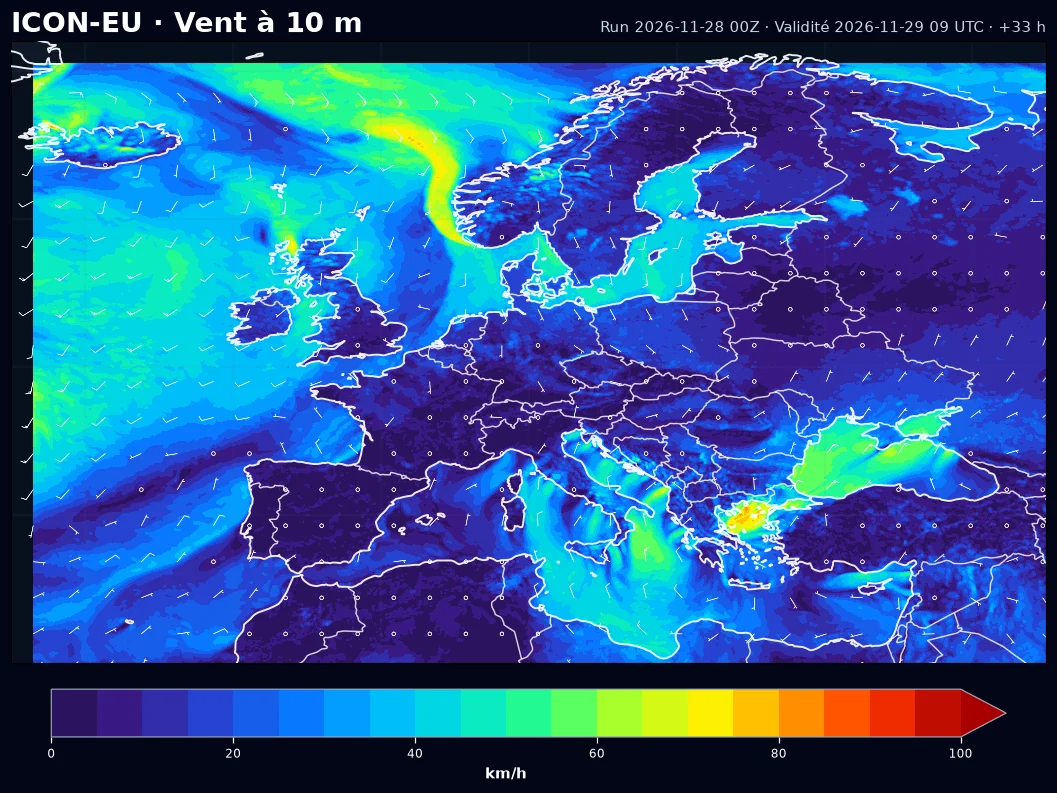 ICON-EU · Vent à 10 m
Run 2026-11-28 00Z · Validité 2026-11-29 09 UTC · +33 h
0 20 40 60 80 100
km/h